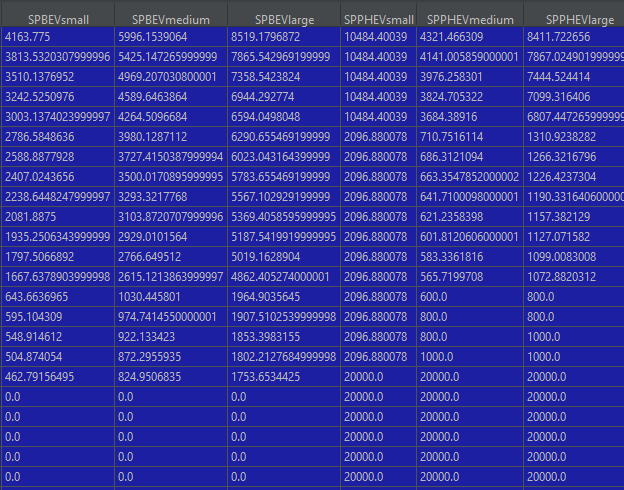 SPBEVsmall SPBEVmedium SPBEVlarge SPPHEVsmall SPPHEVmedium SPPHEVlarge
4163.775 5996.1539064 8519.1796872 10484.40039 4321.466309 8411.722656
3813.5320307999996 5425.147265999999 7865.542969199999 10484.40039 4141.005859000001 7867.024901999999
3510.1376952 4969.207030800001 7358.5423824 10484.40039 3976.258301 7444.524414
3242.5250976 4589.6463864 6944.292774 10484.40039 3824.705322 7099.316406
3003.1374023999997 4264.5096684 6594.0498048 10484.40039 3684.38916 6807.447265999999
2786.5848636 3980.1287112 6290.655469199999 2096.880078 710.7516114 1310.9238282
2588.8877928 3727.4150387999994 6023.043164399999 2096.880078 686.3121094 1266.3216796
2407.0243656 3500.0170895999995 5783.655469199999 2096.880078 663.3547852000002 1226.4237304
2238.6448247999997 3293.3217768 5567.102929199999 2096.880078 641.7100098000001 1190.331640600000
2081.8875 3103.8720707999996 5369.4058595999995 2096.880078 621.2358398 1157.382129
1935.2506343999999 2929.0101564 5187.5419919999995 2096.880078 601.8120606000001 1127.071582
1797.5066892 2766.649512 5019.1628904 2096.880078 583.3361816 1099.0083008
1667.6378903999998 2615.1213863999997 4862.405274000001 2096.880078 565.7199708 1072.8820312
643.6636965 1030.445801 1964.9035645 2096.880078 600.0 800.0
595.104309 974.7414550000001 1907.5102539999998 2096.880078 800.0 800.0
548.914612 922.133423 1853.3983155 2096.880078 800.0 1000.0
504.874054 872.2955935 1802.2127684999998 2096.880078 1000.0 1000.0
462.79156495 824.9506835 1753.6534425 20000.0 20000.0 20000.0
0.0 0.0 0.0 20000.0 20000.0 20000.0
0.0 0.0 0.0 20000.0 20000.0 20000.0
0.0 0.0 0.0 20000.0 20000.0 20000.0
0.0 0.0 0.0 20000.0 20000.0 20000.0
0.0 0.0 0.0 20000.0 20000.0 20000.0